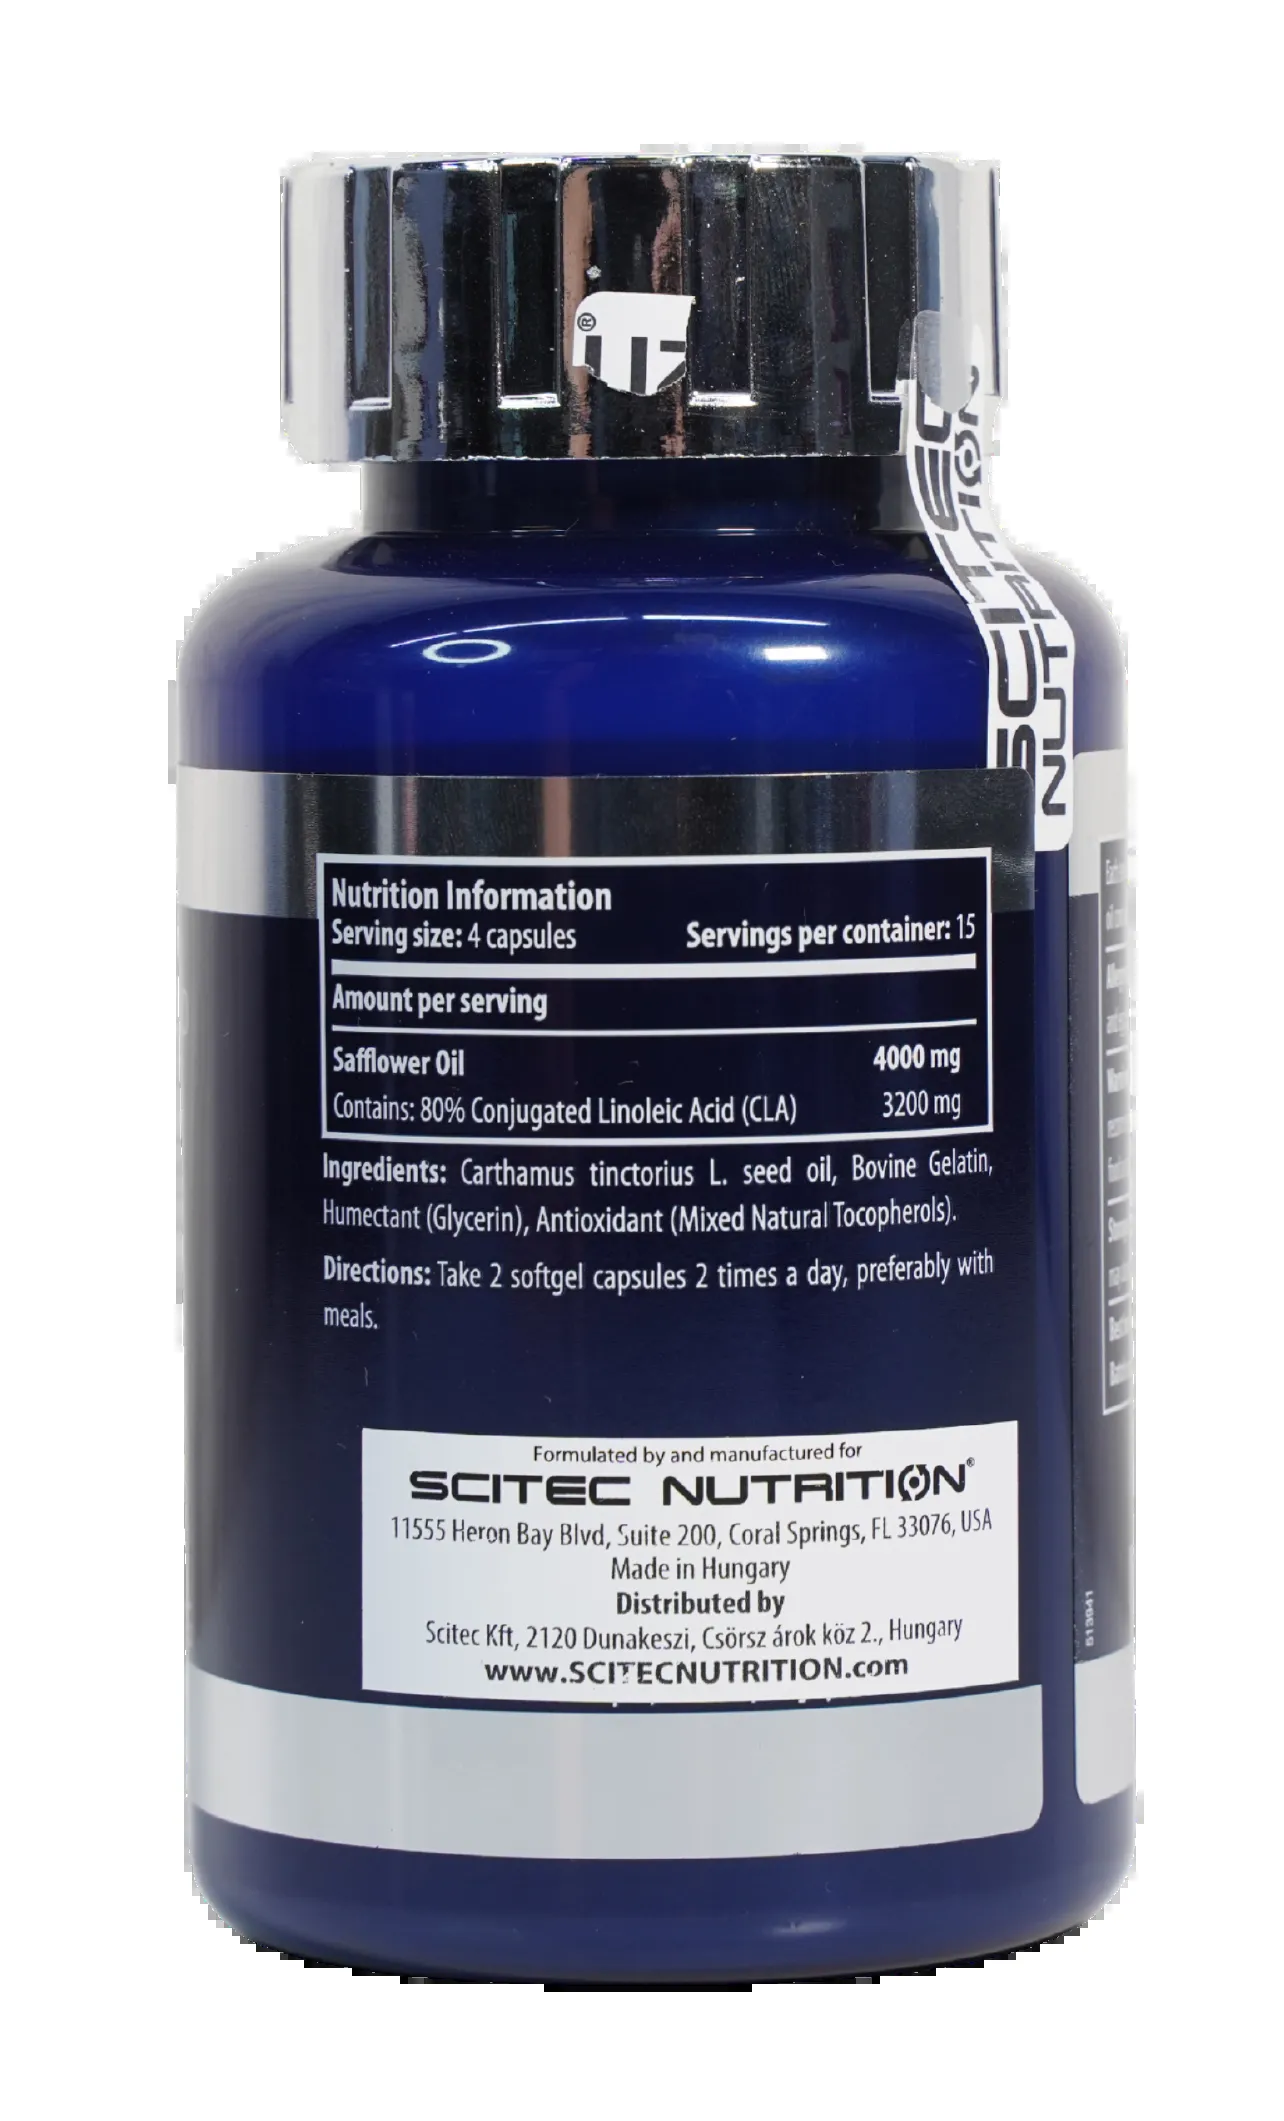 SCITEC
NUTRITION
Nutrition Information
Serving size: 4 capsules Servings per container: 15
Amount per serving
Safflower Oil 4000 mg
Contains: 80% Conjugated Linoleic Acid (CLA) 3200 mg
Ingredients: Carthamus tinctorius L. seed oil, Bovine Gelatin,
Humectant (Glycerin), Antioxidant (Mixed Natural Tocopherols).
Directions: Take 2 softgel capsules 2 times a day, preferably with
meals.
Formulated by and manufactured for
SCITEC NUTRITION®
11555 Heron Bay Blvd, Suite 200, Coral Springs, FL 33076, USA
Made in Hungary
Distributed by
Scitec Kft, 2120 Dunakeszi, Csörsz árok köz 2., Hungary
www.SCITECNUTRITION.com
513941